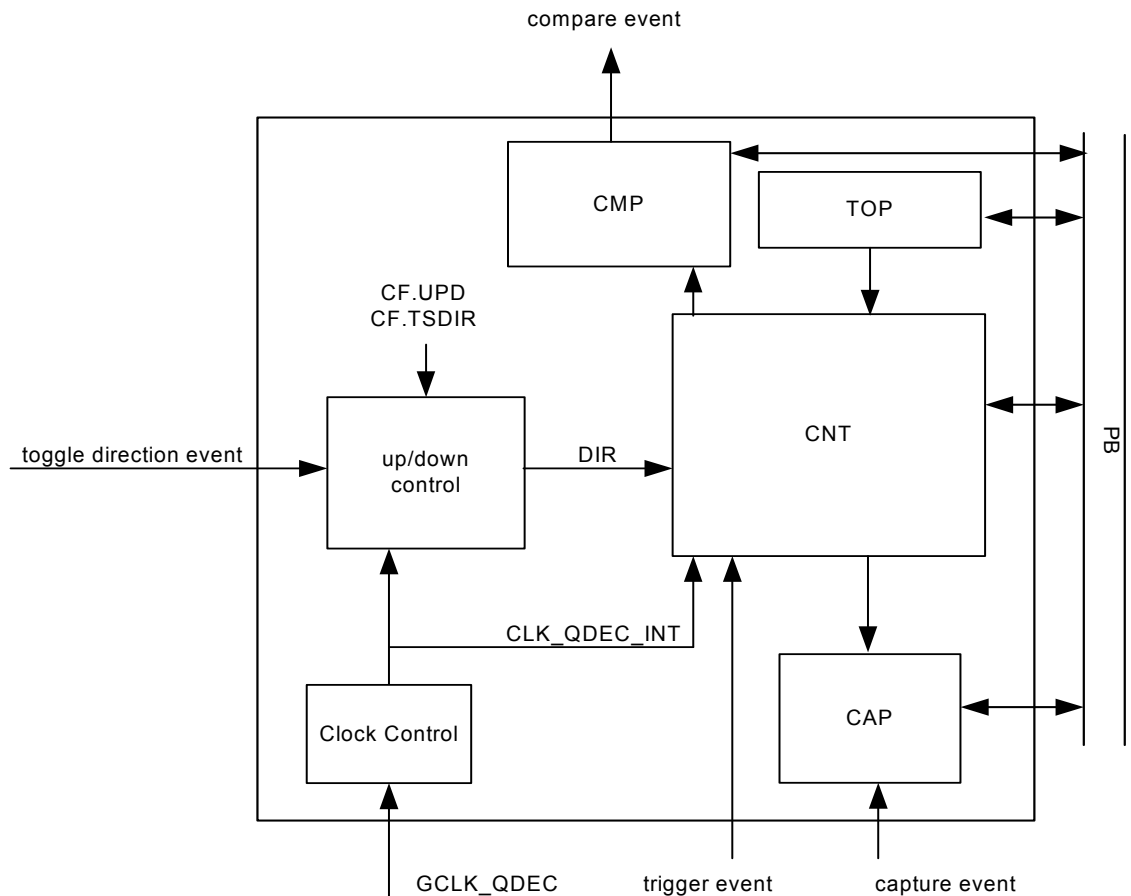 compare event
CMP
TOP
CF.UPD
CF.TSDIR
CNT
PB
toggle direction event
up/down
control
DIR
CLK_QDEC_INT
CAP
Clock Control
GCLK_QDEC
trigger event
capture event